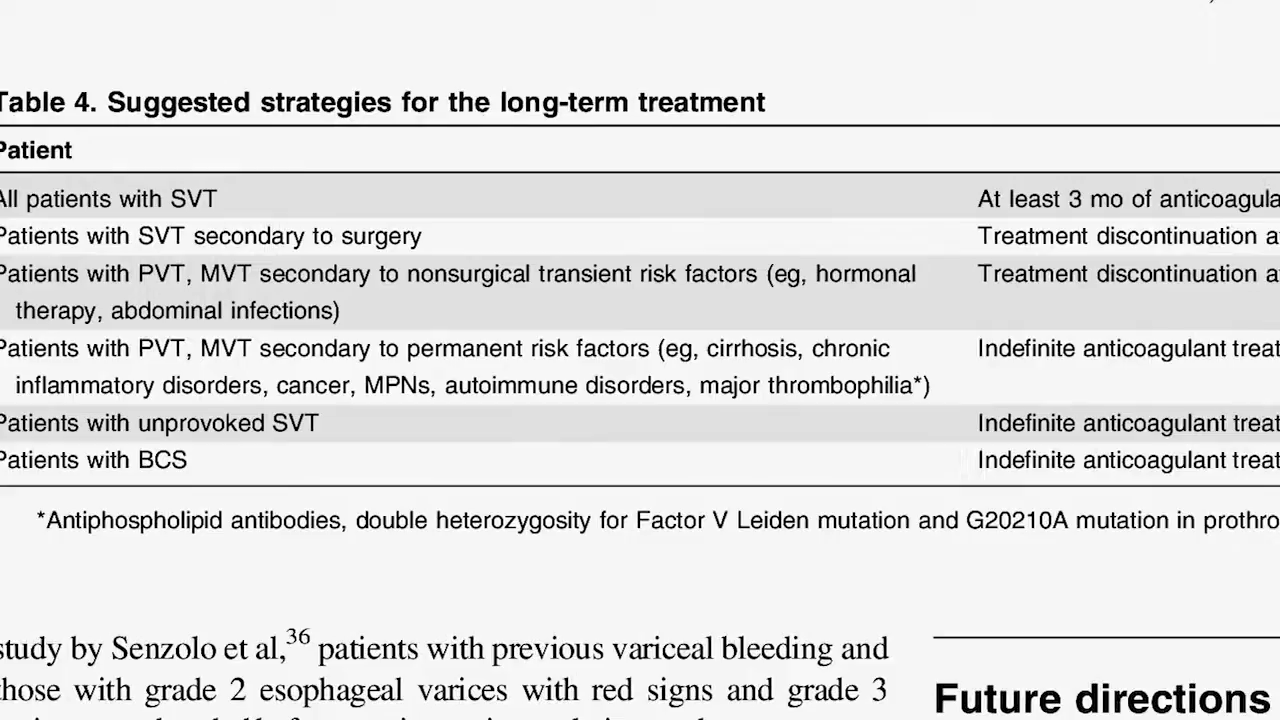 Table 4. Suggested strategies for the long-term treatment
Patient
All patients with SVT At least 3 mo of
Patients with SVT secondary to surgery Treatment discontinuation
Patients with PVT, MVT secondary to nonsurgical transient risk factors (eg, hormonal Treatment discontinuation
therapy, abdominal infections)
Patients with PVT, MVT secondary to permanent risk factors (eg, cirrhosis, chronic Indefinite anticoagulant
inflammatory disorders, cancer, MPNs, autoimmune disorders, major thrombophilia*)
Patients with unprovoked SVT Indefinite anticoagulant
Patients with BCS Indefinite anticoagulant
*Antiphospholipid antibodies, double heterozygosity for Factor V Leiden mutation and G20210A mutation in
study by Senzolo et al,36 patients with previous variceal bleeding and
those with grade 2 esophageal varices with red signs and grade 3
Future directions